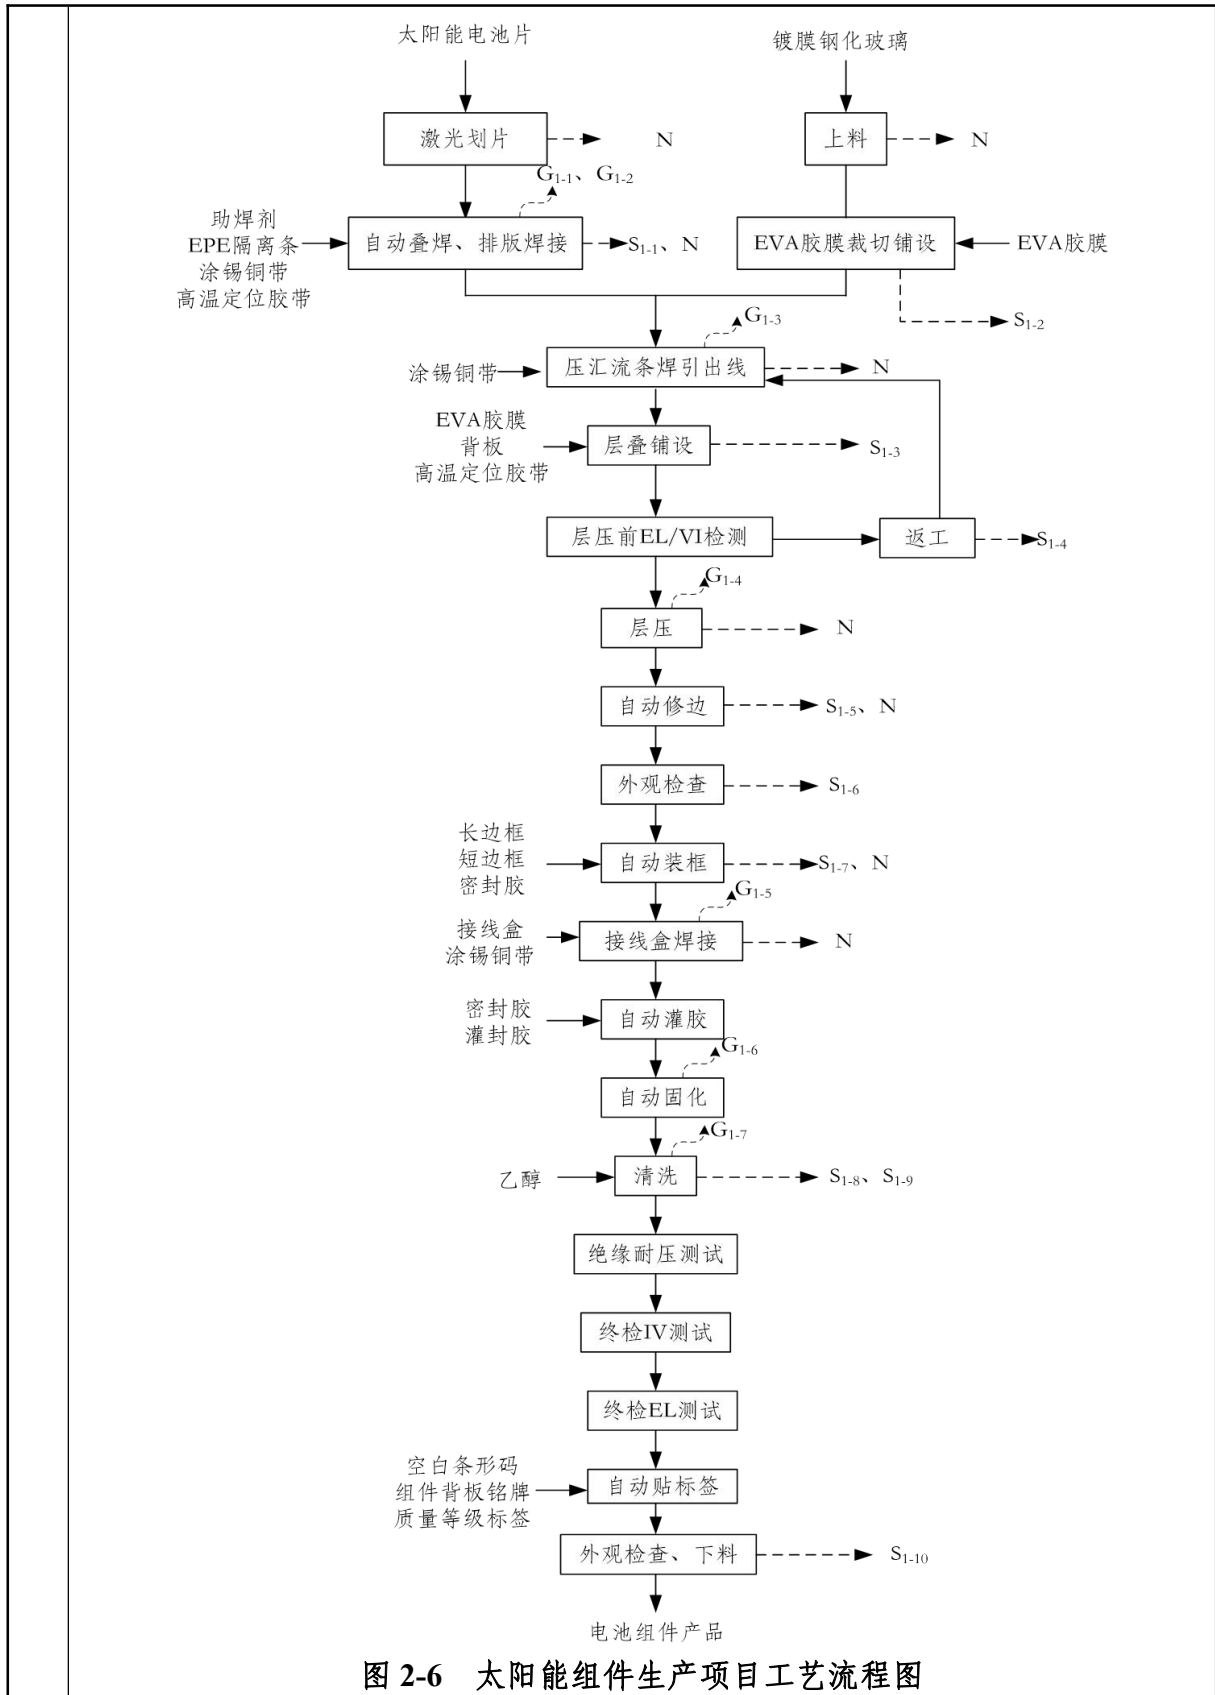 太阳能电池片
镀膜钢化玻璃
激光划片
N
上料
N
G1-1、G1-2
助焊剂
EPE隔离条
涂锡铜带
高温定位胶带
自动叠焊、排版焊接
S1-1、N
EVA胶膜裁切铺设
EVA胶膜
S1-2
G1-3
涂锡铜带
压汇流条焊引出线
N
EVA胶膜
背板
高温定位胶带
层叠铺设
S1-3
层压前EL/VI检测
返工
S1-4
G1-4
层压
N
自动修边
S1-5、N
外观检查
S1-6
长边框
短边框
密封胶
自动装框
S1-7、N
G1-5
接线盒
涂锡铜带
接线盒焊接
N
密封胶
灌封胶
自动灌胶
G1-6
自动固化
G1-7
乙醇
清洗
S1-8、S1-9
绝缘耐压测试
终检IV测试
终检EL测试
空白条形码
组件背板铭牌
质量等级标签
自动贴标签
外观检查、下料
S1-10
电池组件产品
图 2-6 太阳能组件生产项目工艺流程图